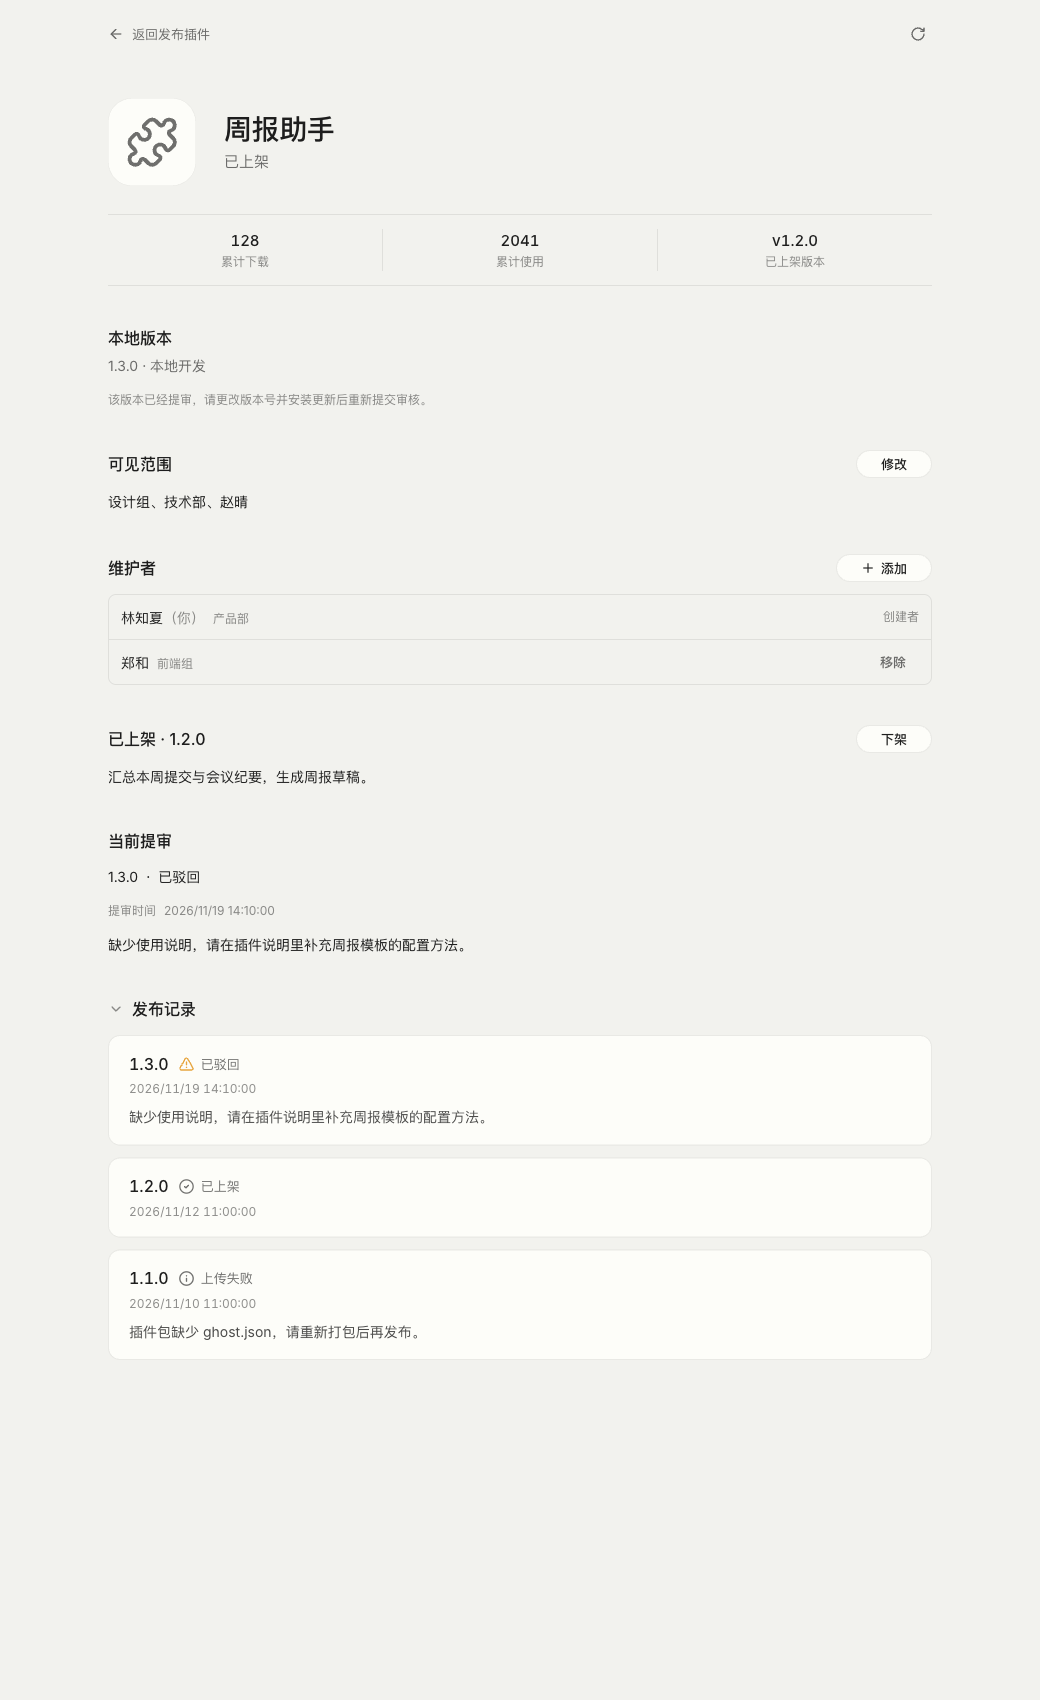 返回发布插件
周报助手
已上架
128
累计下载
2041
累计使用
v1.2.0
已上架版本
本地版本
1.3.0 · 本地开发
该版本已经提审，请更改版本号并安装更新后重新提交审核。
可见范围
修改
设计组、技术部、赵晴
维护者
添加
林知夏（你） 产品部
创建者
郑和 前端组
移除
已上架 · 1.2.0
下架
汇总本周提交与会议纪要，生成周报草稿。
当前提审
1.3.0 · 已驳回
提审时间 2026/11/19 14:10:00
缺少使用说明，请在插件说明里补充周报模板的配置方法。
发布记录
1.3.0 已驳回
2026/11/19 14:10:00
缺少使用说明，请在插件说明里补充周报模板的配置方法。
1.2.0 已上架
2026/11/12 11:00:00
1.1.0 上传失败
2026/11/10 11:00:00
插件包缺少 ghost.json，请重新打包后再发布。